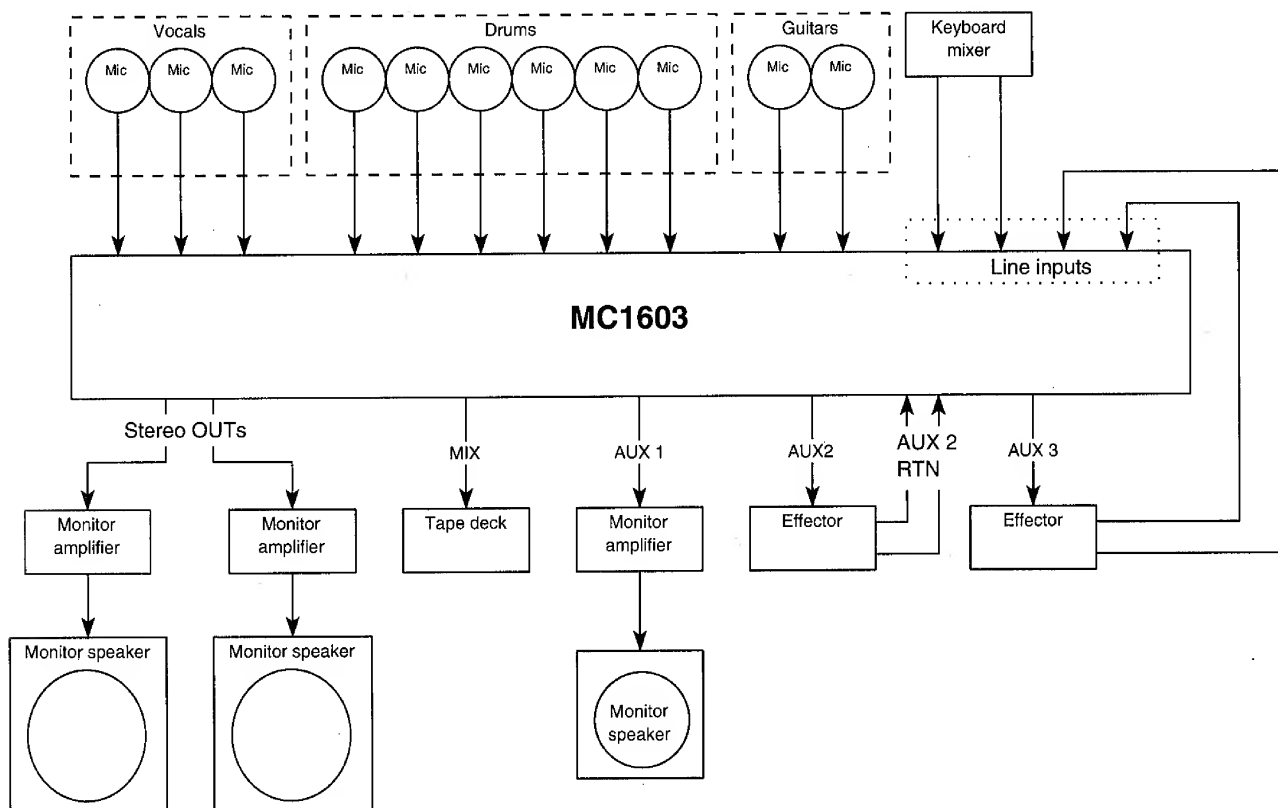 Vocals
Drums
Guitars
Keyboard
mixer
Mic Mic Mic
Mic Mic Mic Mic Mic Mic
Mic Mic
Line inputs
MC1603
Stereo OUTs
MIX
AUX 1
AUX2
AUX 2
RTN
AUX 3
Monitor
amplifier
Monitor
amplifier
Tape deck
Monitor
amplifier
Effector
Effector
Monitor speaker
Monitor speaker
Monitor
speaker